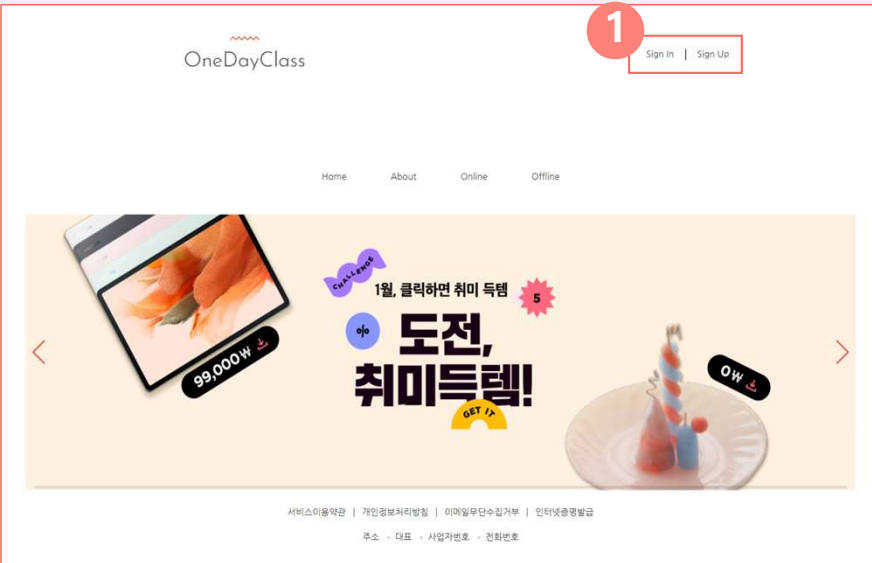 1
OneDayClass
Sign In | Sign Up
Home About Online Offline
CHALLENGE
1월, 클릭하면 취미 득템
5
%
도전,
취미득템!
GET IT
99,000₩
0₩
서비스이용약관 | 개인정보처리방침 | 이메일무단수집거부 | 인터넷증명발급
주소 - 대표 - 사업자번호 - 전화번호